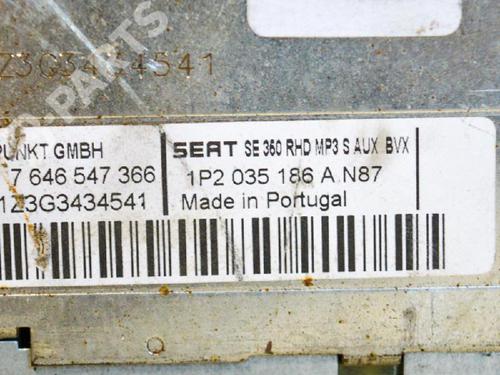 Z3G3434541
PUNKT GMBH
7 646 547 366
1Z3G3434541
SEAT SE 360 RHD MP3 S AUX BVX
1P2 035 186 A N87
Made in Portugal